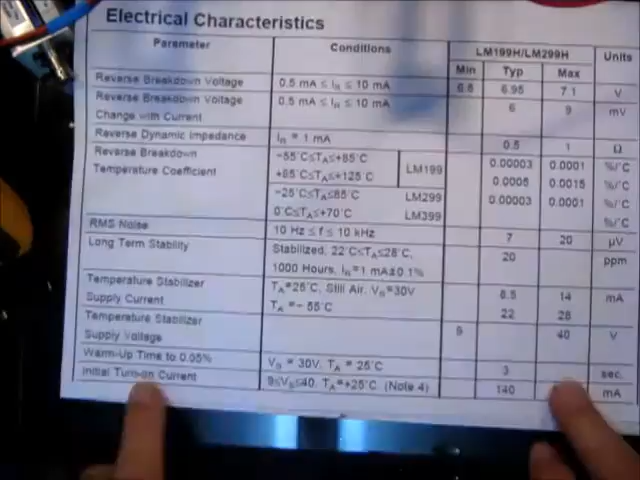 Electrical Characteristics
Parameter Conditions LM199H/LM299H Units
Min Typ Max
Reverse Breakdown Voltage 0.5 mA ≤ IR ≤ 10 mA 6.8 6.95 7.1 V
Reverse Breakdown Voltage 0.5 mA ≤ IR ≤ 10 mA 6 9 mV
Change with Current
Reverse Dynamic Impedance IR = 1 mA 0.5 1 Ω
Reverse Breakdown −55˚C≤TA≤+85˚C LM199 0.00003 0.0001 %/˚C
Temperature Coefficient +85˚C≤TA≤+125˚C 0.0005 0.0015 %/˚C
−25˚C≤TA≤85˚C LM299 0.00003 0.0001 %/˚C
0˚C≤TA≤+70˚C LM399 %/˚C
RMS Noise 10 Hz ≤ f ≤ 10 kHz 7 20 µV
Long Term Stability Stabilized, 22˚C≤TA≤28˚C, 20 ppm
1000 Hours, IR=1 mA±0.1%
Temperature Stabilizer TA=25˚C, Still Air, VS=30V 8.5 14 mA
Supply Current TA=−55˚C 22 28
Temperature Stabilizer 9 40 V
Supply Voltage
Warm-Up Time to 0.05% VS = 30V, TA = 25˚C 3 sec.
Initial Turn-on Current 9≤VS≤40, TA=+25˚C (Note 4) 140 mA